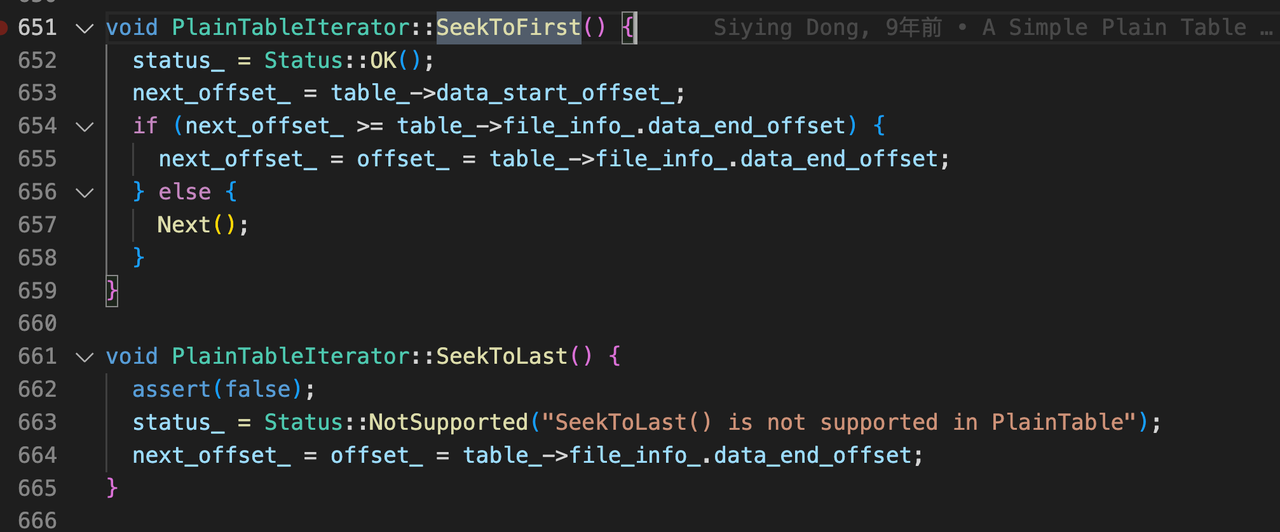 651 void PlainTableIterator::SeekToFirst() { Siying Dong, 9年前 • A Simple Plain Table …
652 status_ = Status::OK();
653 next_offset_ = table_->data_start_offset_;
654 if (next_offset_ >= table_->file_info_.data_end_offset) {
655 next_offset_ = offset_ = table_->file_info_.data_end_offset;
656 } else {
657 Next();
658 }
659 }
660
661 void PlainTableIterator::SeekToLast() {
662 assert(false);
663 status_ = Status::NotSupported("SeekToLast() is not supported in PlainTable");
664 next_offset_ = offset_ = table_->file_info_.data_end_offset;
665 }
666